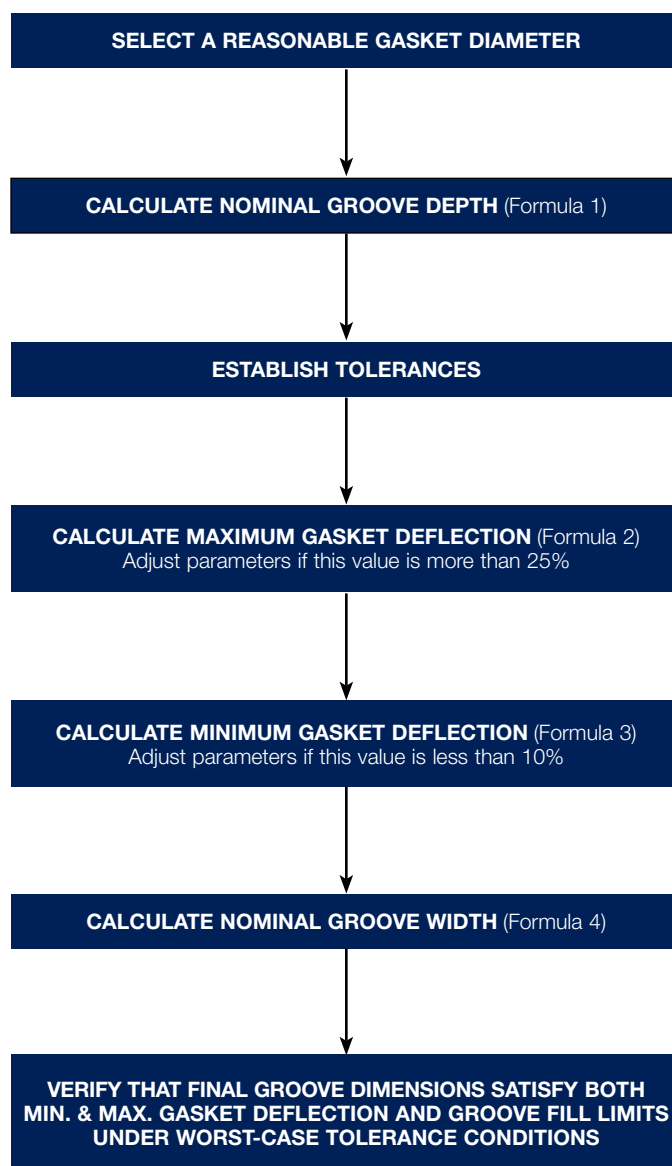 SELECT A REASONABLE GASKET DIAMETER
CALCULATE NOMINAL GROOVE DEPTH (Formula 1)
ESTABLISH TOLERANCES
CALCULATE MAXIMUM GASKET DEFLECTION (Formula 2)
Adjust parameters if this value is more than 25%
CALCULATE MINIMUM GASKET DEFLECTION (Formula 3)
Adjust parameters if this value is less than 10%
CALCULATE NOMINAL GROOVE WIDTH (Formula 4)
VERIFY THAT FINAL GROOVE DIMENSIONS SATISFY BOTH
MIN. & MAX. GASKET DEFLECTION AND GROOVE FILL LIMITS
UNDER WORST-CASE TOLERANCE CONDITIONS